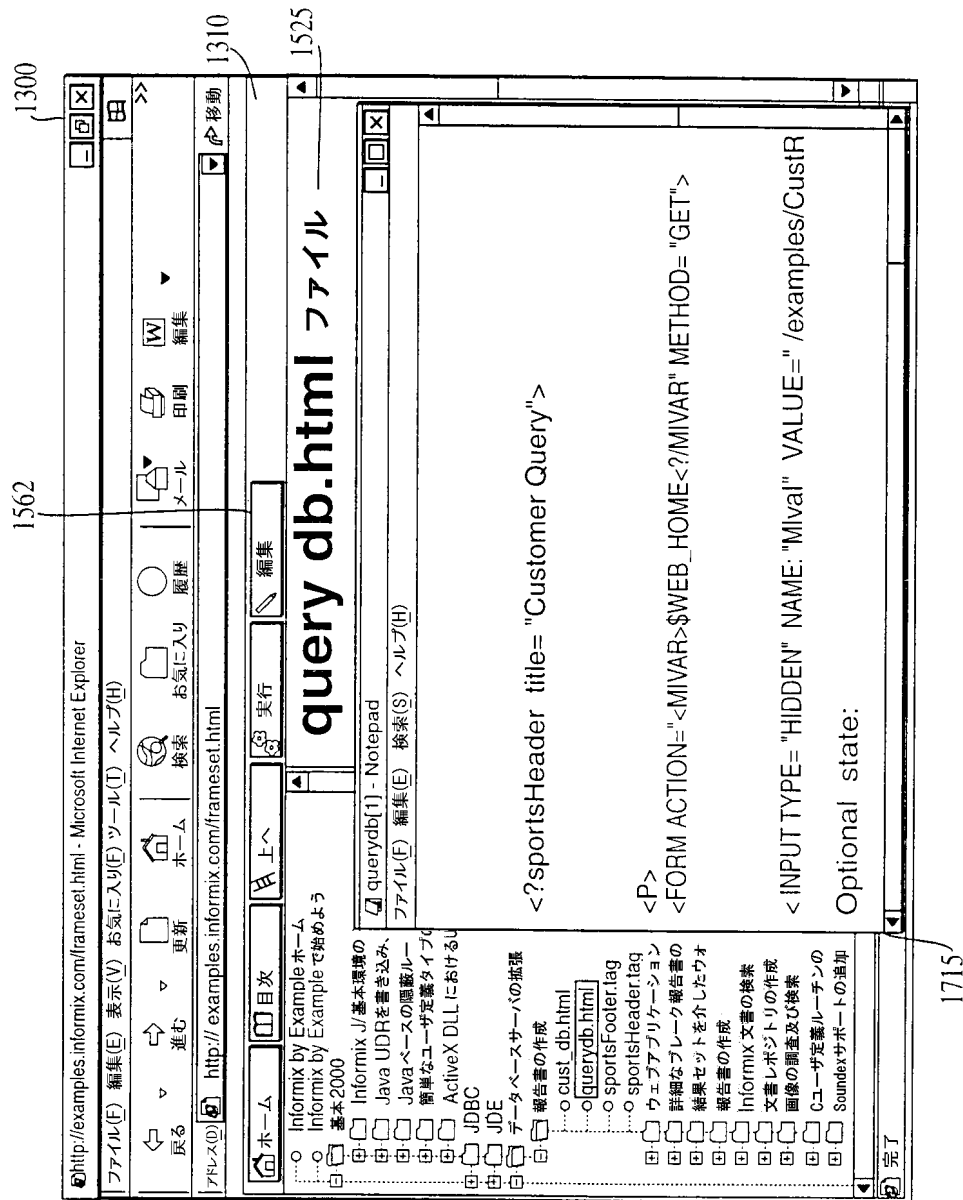 1300
http://examples.informix.com/frameset.html - Microsoft Internet Explorer
ファイル(F) 編集(E) 表示(V) お気に入り(F) ツール(T) ヘルプ(H)
戻る 進む 更新 ホーム 検索 お気に入り 履歴 メール 印刷 編集 >>
W
アドレス(D) http:// examples.informix.com/frameset.html 移動
1562
1310
ホーム 目次 上へ 実行 編集
Informix by Example ホーム
Informix by Example で始めよう
基本2000
Informix J/基本環境の
Java UDRを書き込み、
Javaベースの隠蔽ルー
簡単なユーザ定義タイプの
ActiveX DLL における
JDBC
JDE
データベースサーバの拡張
報告書の作成
cust_db.html
querydb.html
sportsFooter.tag
sportsHeader.tag
ウェブアプリケーション
詳細なブレーク報告書の
結果セットを介したウォ
報告書の作成
Informix 文書の検索
文書レポジトリの作成
画像の調査及び検索
Cユーザ定義ルーチンの
Soundexサポートの追加
query db.html ファイル
1525
querydb[1] - Notepad
ファイル(F) 編集(E) 検索(S) ヘルプ(H)
<?sportsHeader title= "Customer Query">
<P>
<FORM ACTION="<MIVAR>$WEB_HOME<?/MIVAR" METHOD= "GET">
< INPUT TYPE= "HIDDEN" NAME: "MIval" VALUE=" /examples/CustR
Optional state:
1715
完了